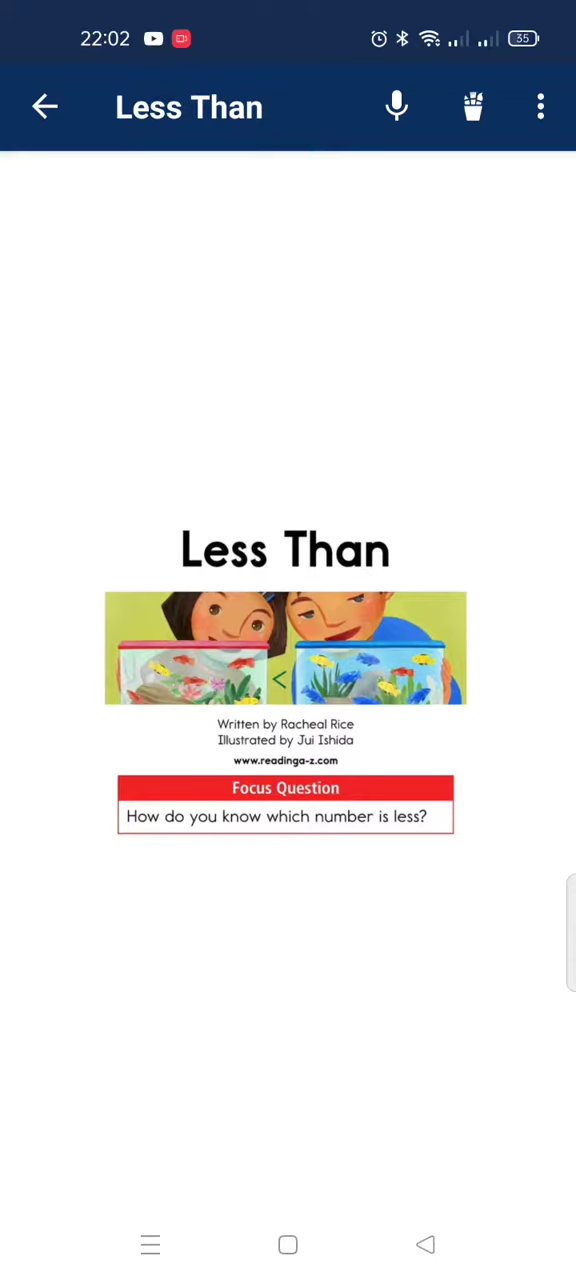 22:02
35
Less Than
Less Than
<
Written by Racheal Rice
Illustrated by Jui Ishida
www.readinga-z.com
Focus Question
How do you know which number is less?